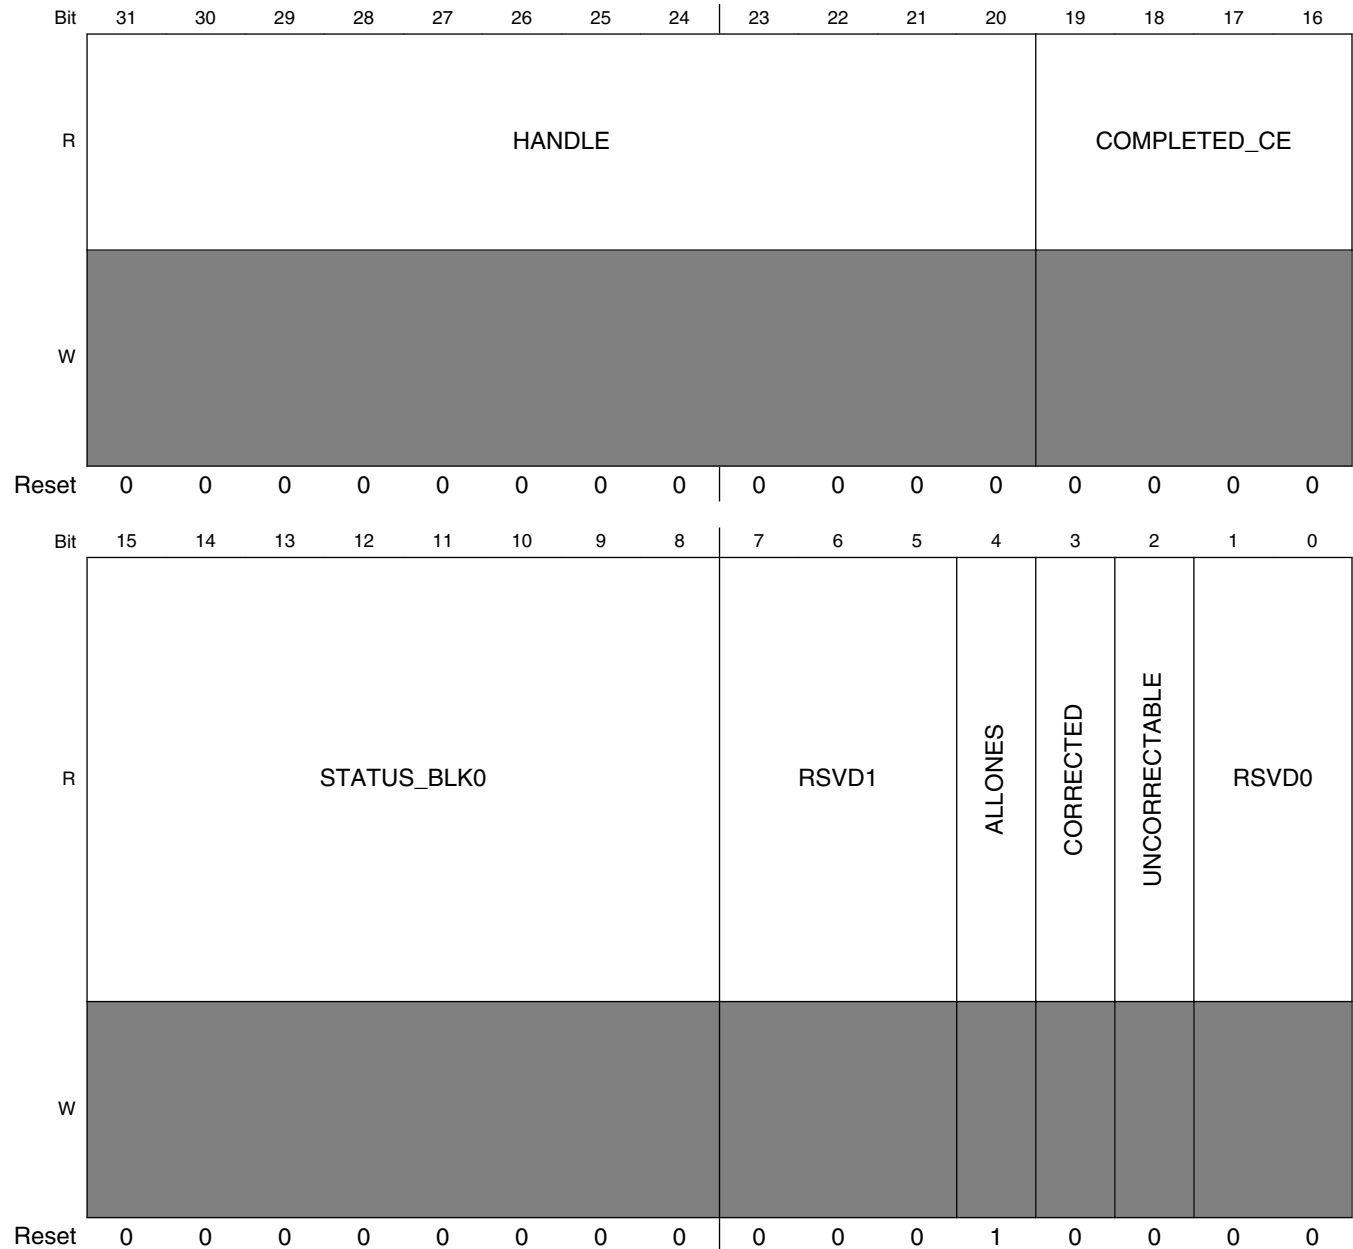 Bit 31 30 29 28 27 26 25 24 23 22 21 20 19 18 17 16
R HANDLE COMPLETED_CE
W
Reset 0 0 0 0 0 0 0 0 0 0 0 0 0 0 0 0
Bit 15 14 13 12 11 10 9 8 7 6 5 4 3 2 1 0
R STATUS_BLK0 RSVD1 ALLONES CORRECTED UNCORRECTABLE RSVD0
W
Reset 0 0 0 0 0 0 0 0 0 0 0 1 0 0 0 0